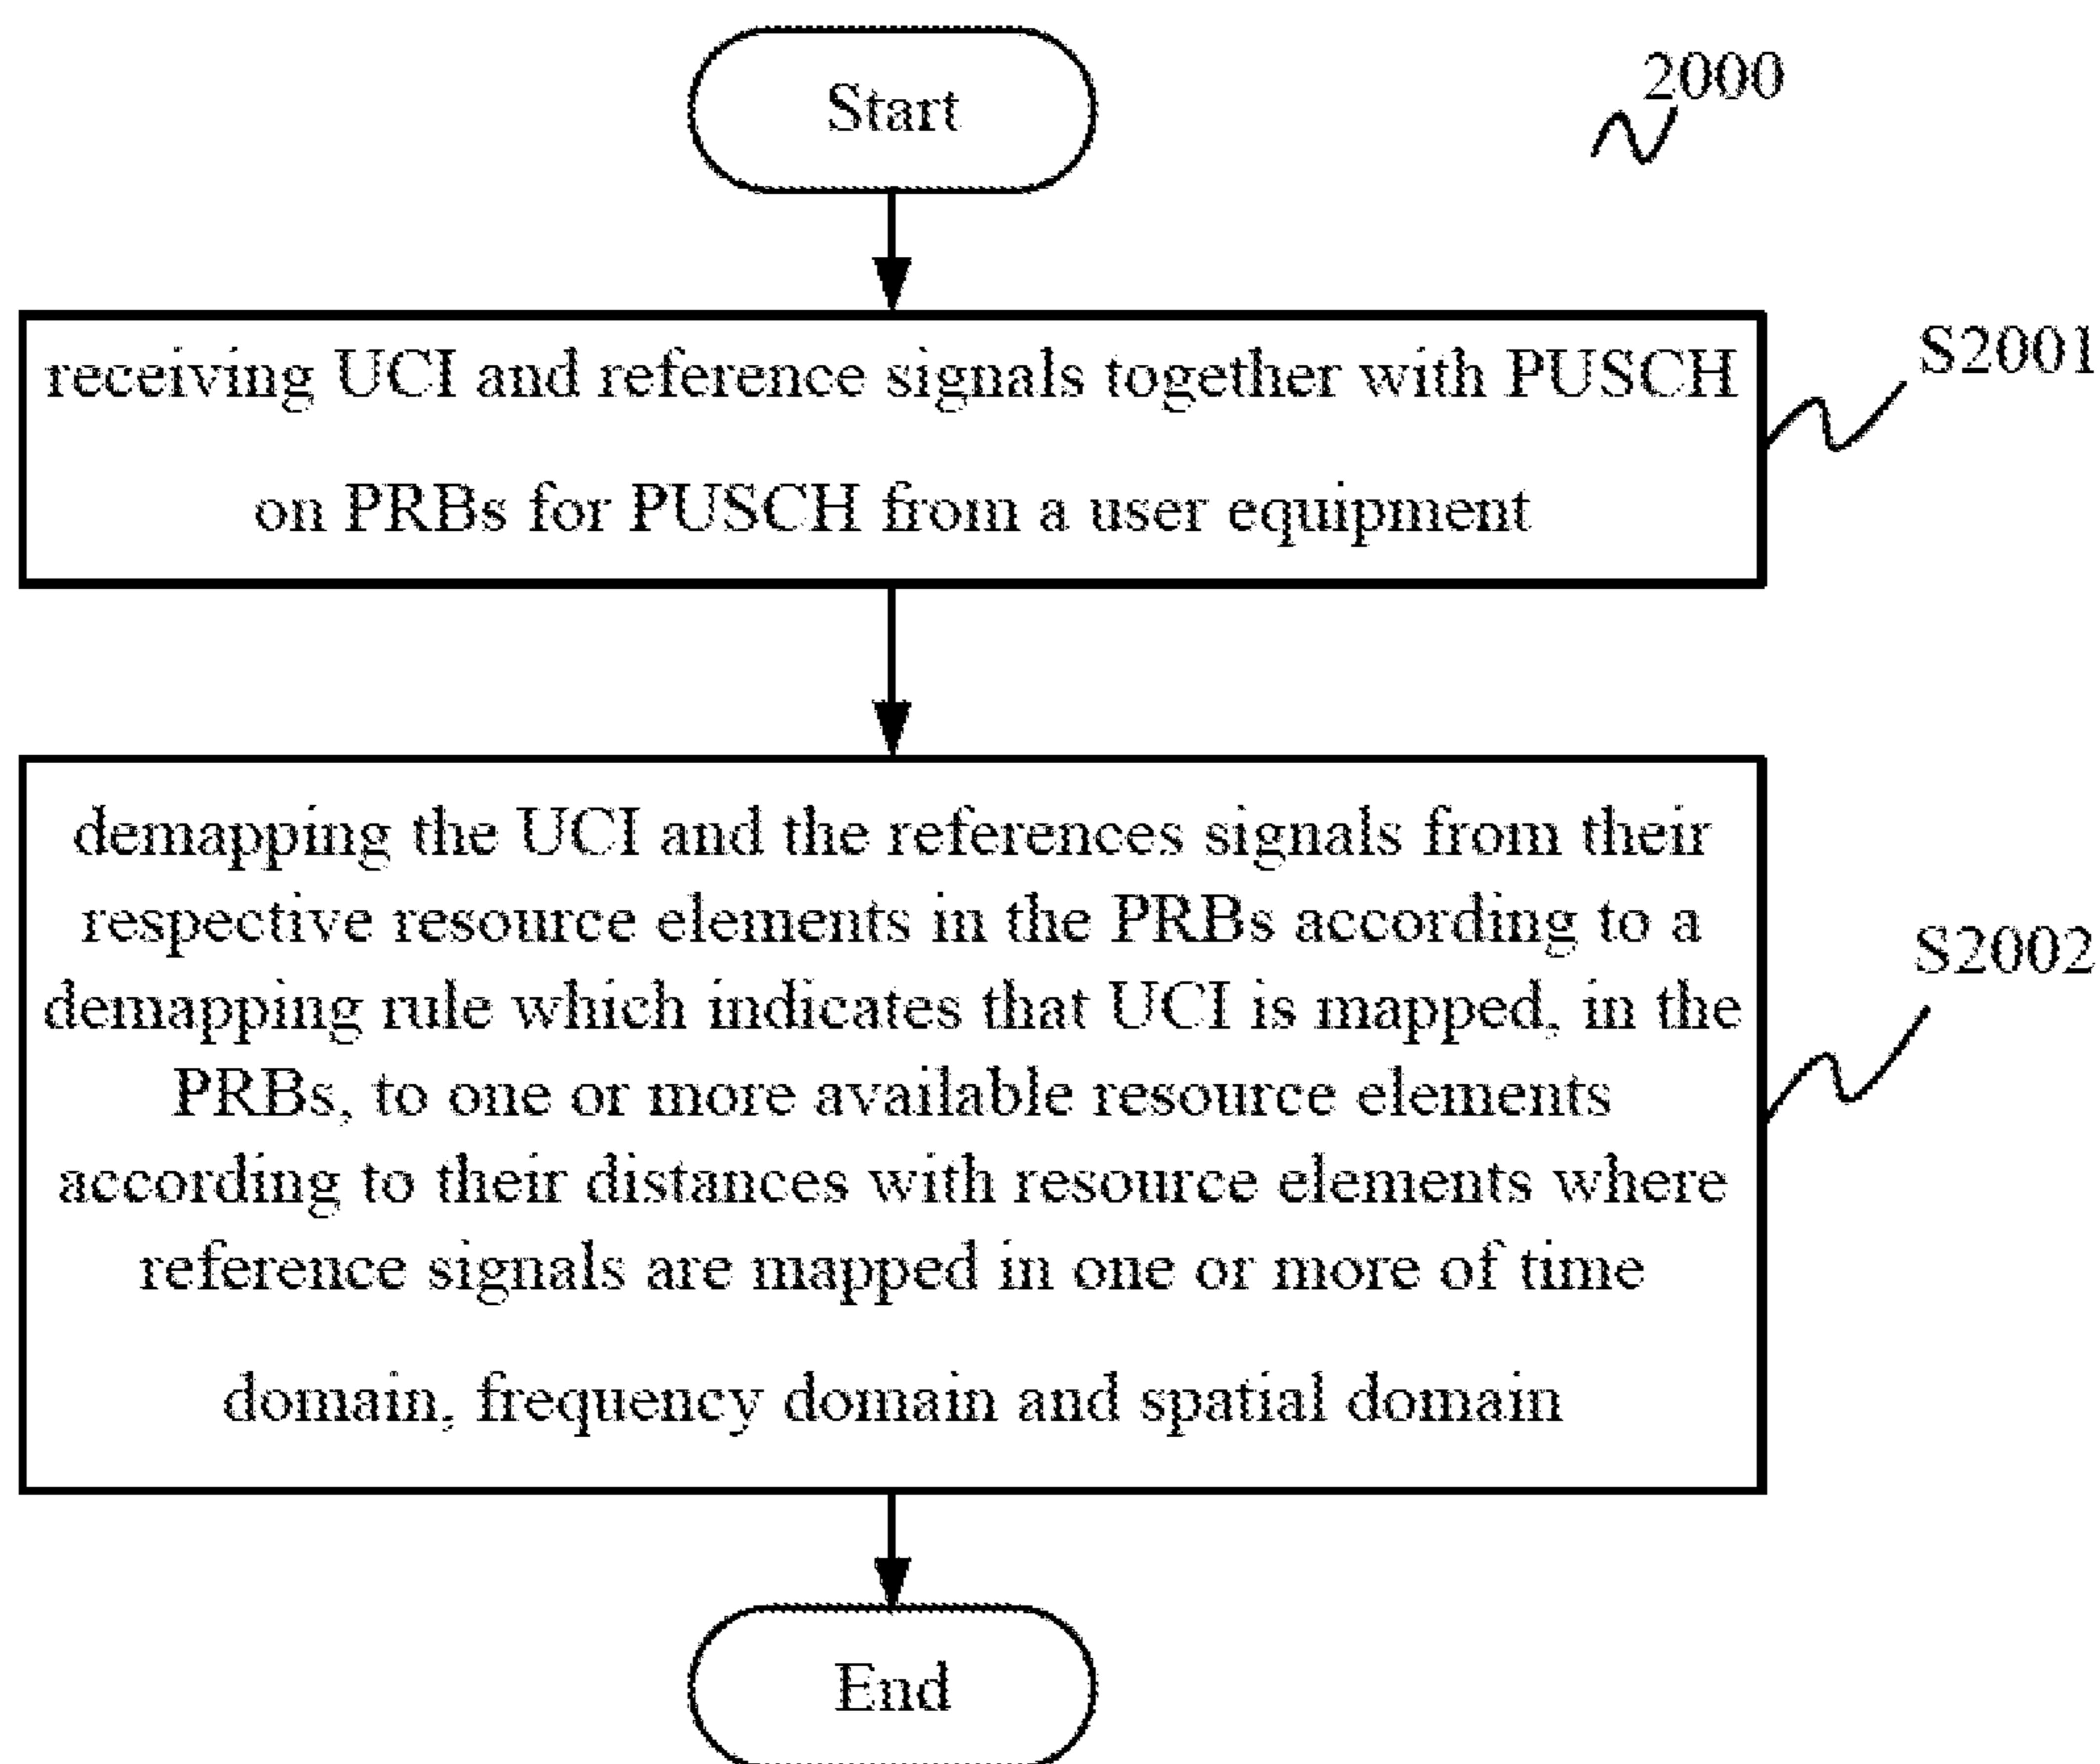 Start
2000
receiving UCI and reference signals together with PUSCH
on PRBs for PUSCH from a user equipment
S2001
demapping the UCI and the references signals from their
respective resource elements in the PRBs according to a
demapping rule which indicates that UCI is mapped, in the
PRBs, to one or more available resource elements
according to their distances with resource elements where
reference signals are mapped in one or more of time
domain, frequency domain and spatial domain
S2002
End